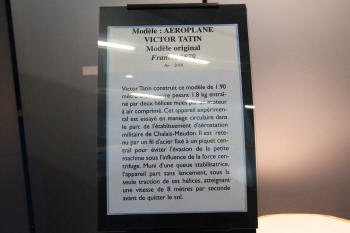 Modèle : AEROPLANE
VICTOR TATIN
Modèle original
France 1879
Victor Tatin construit ce modèle de 1.90
mètre pesant 1.8 kg entraî-
né par deux hélices mues par moteur
à air comprimé. Cet appareil expérimen-
tal est essayé en manège circulaire dans
le parc de l'établissement d'aérostation
militaire de Chalais-Meudon. Il est rete-
nu par un fil d'acier fixé à un piquet cen-
tral pour éviter l'évasion de la petite
machine sous l'influence de la force cen-
trifuge. Muni d'une queue stabilisatrice,
l'appareil part sans lancement, sous la
seule traction de ses hélices, atteignant
une vitesse de 8 mètres par seconde
avant de quitter le sol.